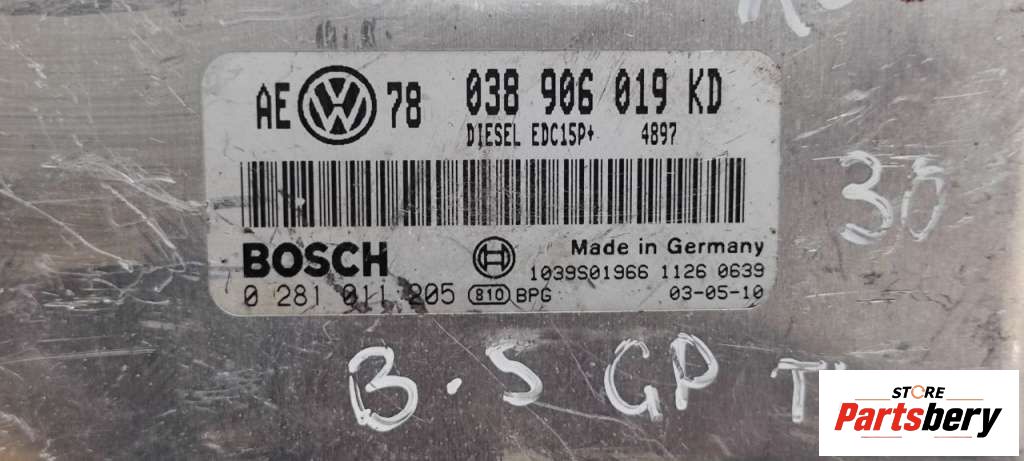 AE VW 78 038 906 019 KD
DIESEL EDC15P+ 4897
BOSCH
Made in Germany
1039S01966 1126 0639
0 281 011 205 810 BPG 03-05-10
30
B.5 GP
STORE
Partsbery